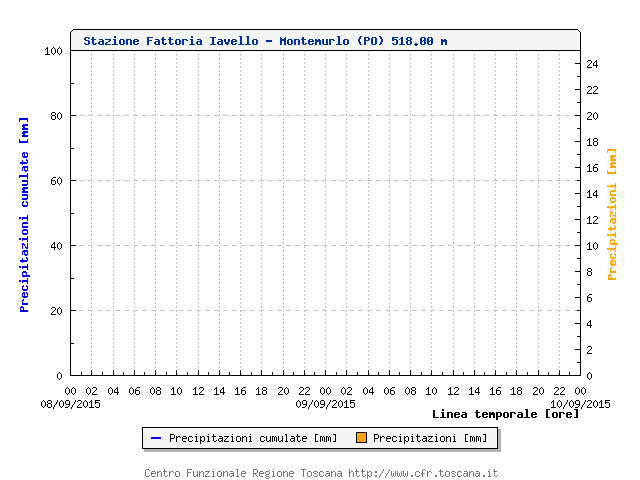 Stazione Fattoria Iavello - Montemurlo (PO) 518.00 m
Precipitazioni cumulate [mm]
100
80
60
40
20
0
24
22
20
18
16
14
12
10
8
6
4
2
0
Precipitazioni [mm]
00 02 04 06 08 10 12 14 16 18 20 22 00 02 04 06 08 10 12 14 16 18 20 22 00
08/09/2015 09/09/2015 10/09/2015
Linea temporale [ore]
Precipitazioni cumulate [mm] Precipitazioni [mm]
Centro Funzionale Regione Toscana http://www.cfr.toscana.it